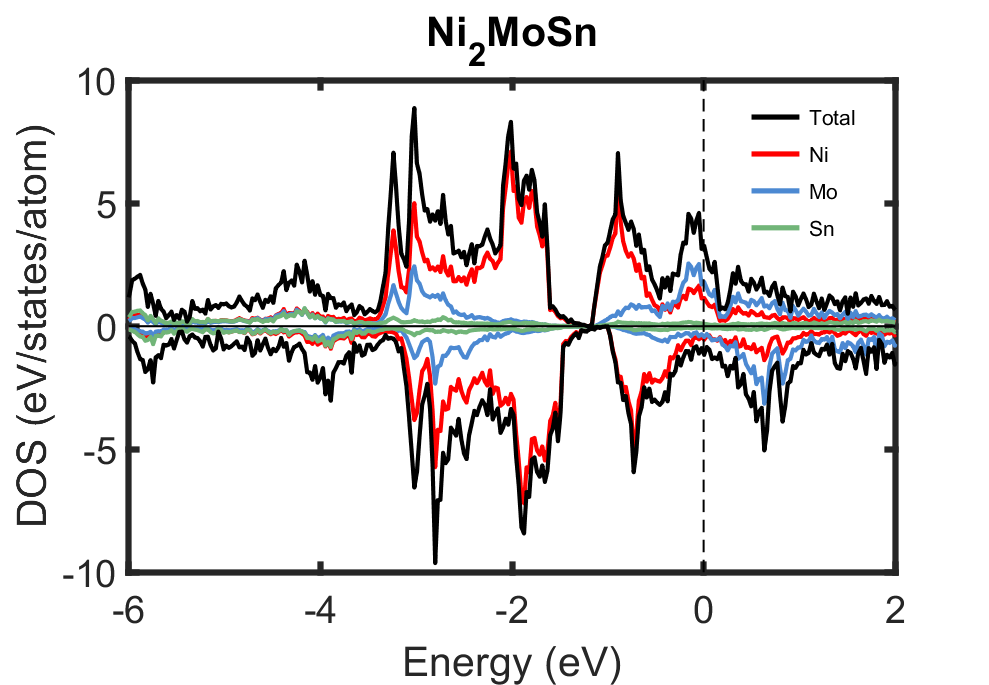 Ni2MoSn
10
5
0
-5
-10
DOS (eV/states/atom)
Total
Ni
Mo
Sn
-6 -4 -2 0 2
Energy (eV)